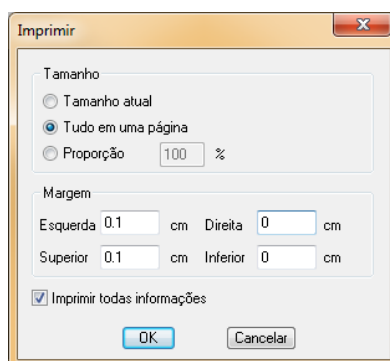 Imprimir
Tamanho
Tamanho atual
Tudo em uma página
Proporção 100 %
Margem
Esquerda 0.1 cm Direita 0 cm
Superior 0.1 cm Inferior 0 cm
Imprimir todas informações
OK Cancelar